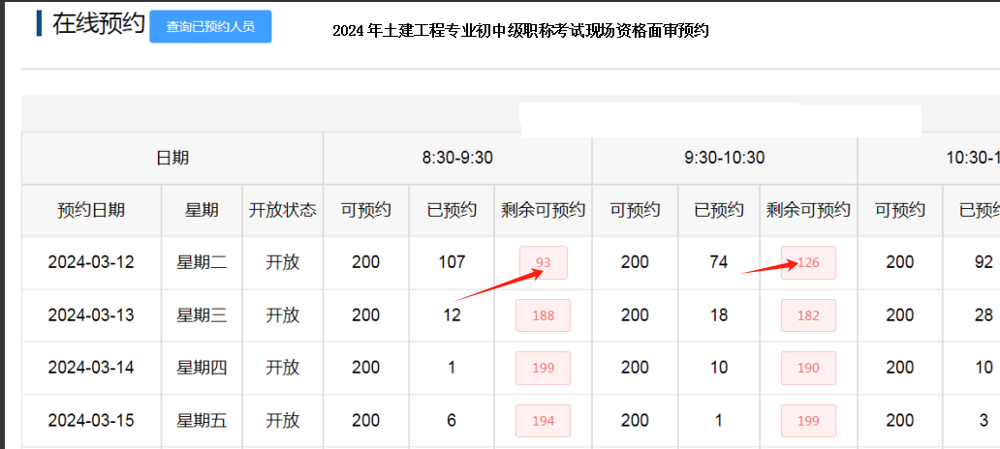 在线预约 查询已预约人员 2024 年土建工程专业初中级职称考试现场资格面审预约
日期 8:30-9:30 9:30-10:30 10:30-1
预约日期 星期 开放状态 可预约 已预约 剩余可预约 可预约 已预约 剩余可预约 可预约 已预约
2024-03-12 星期二 开放 200 107 93 200 74 126 200 92
2024-03-13 星期三 开放 200 12 188 200 18 182 200 28
2024-03-14 星期四 开放 200 1 199 200 10 190 200 10
2024-03-15 星期五 开放 200 6 194 200 1 199 200 3